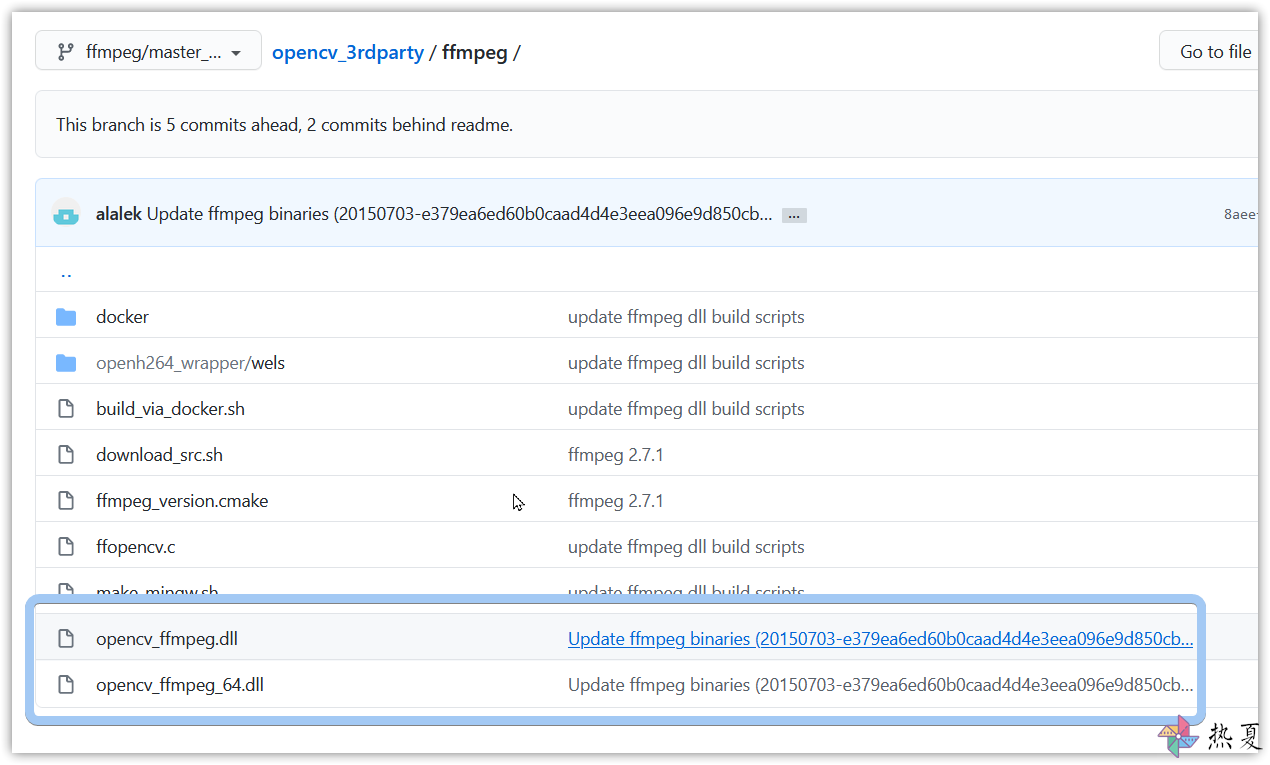 ffmpeg/master_... opencv_3rdparty / ffmpeg / Go to file
This branch is 5 commits ahead, 2 commits behind readme.
alalek Update ffmpeg binaries (20150703-e379ea6ed60b0caad4d4e3eea096e9d850cb... ... 8aee
..
docker update ffmpeg dll build scripts
openh264_wrapper/wels update ffmpeg dll build scripts
build_via_docker.sh update ffmpeg dll build scripts
download_src.sh ffmpeg 2.7.1
ffmpeg_version.cmake ffmpeg 2.7.1
ffopencv.c update ffmpeg dll build scripts
make_mingw.sh update ffmpeg dll build scripts
opencv_ffmpeg.dll Update ffmpeg binaries (20150703-e379ea6ed60b0caad4d4e3eea096e9d850cb...
opencv_ffmpeg_64.dll Update ffmpeg binaries (20150703-e379ea6ed60b0caad4d4e3eea096e9d850cb...
热夏